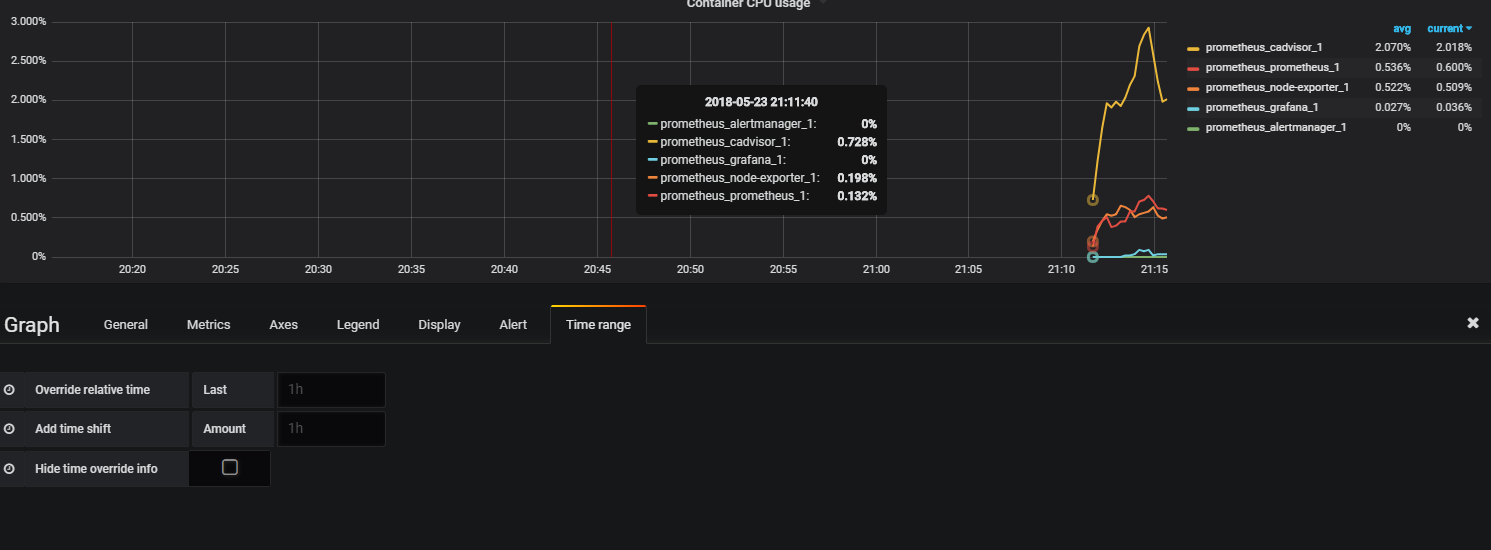 Container CPU usage
3.000%
2.500%
2.000%
1.500%
1.000%
0.500%
0%
20:20 20:25 20:30 20:35 20:40 20:45 20:50 20:55 21:00 21:05 21:10 21:15
2018-05-23 21:11:40
prometheus_alertmanager_1: 0%
prometheus_cadvisor_1: 0.728%
prometheus_grafana_1: 0%
prometheus_node-exporter_1: 0.198%
prometheus_prometheus_1: 0.132%
avg current
prometheus_cadvisor_1 2.070% 2.018%
prometheus_prometheus_1 0.536% 0.600%
prometheus_node-exporter_1 0.522% 0.509%
prometheus_grafana_1 0.027% 0.036%
prometheus_alertmanager_1 0% 0%
Graph General Metrics Axes Legend Display Alert Time range
Override relative time Last 1h
Add time shift Amount 1h
Hide time override info